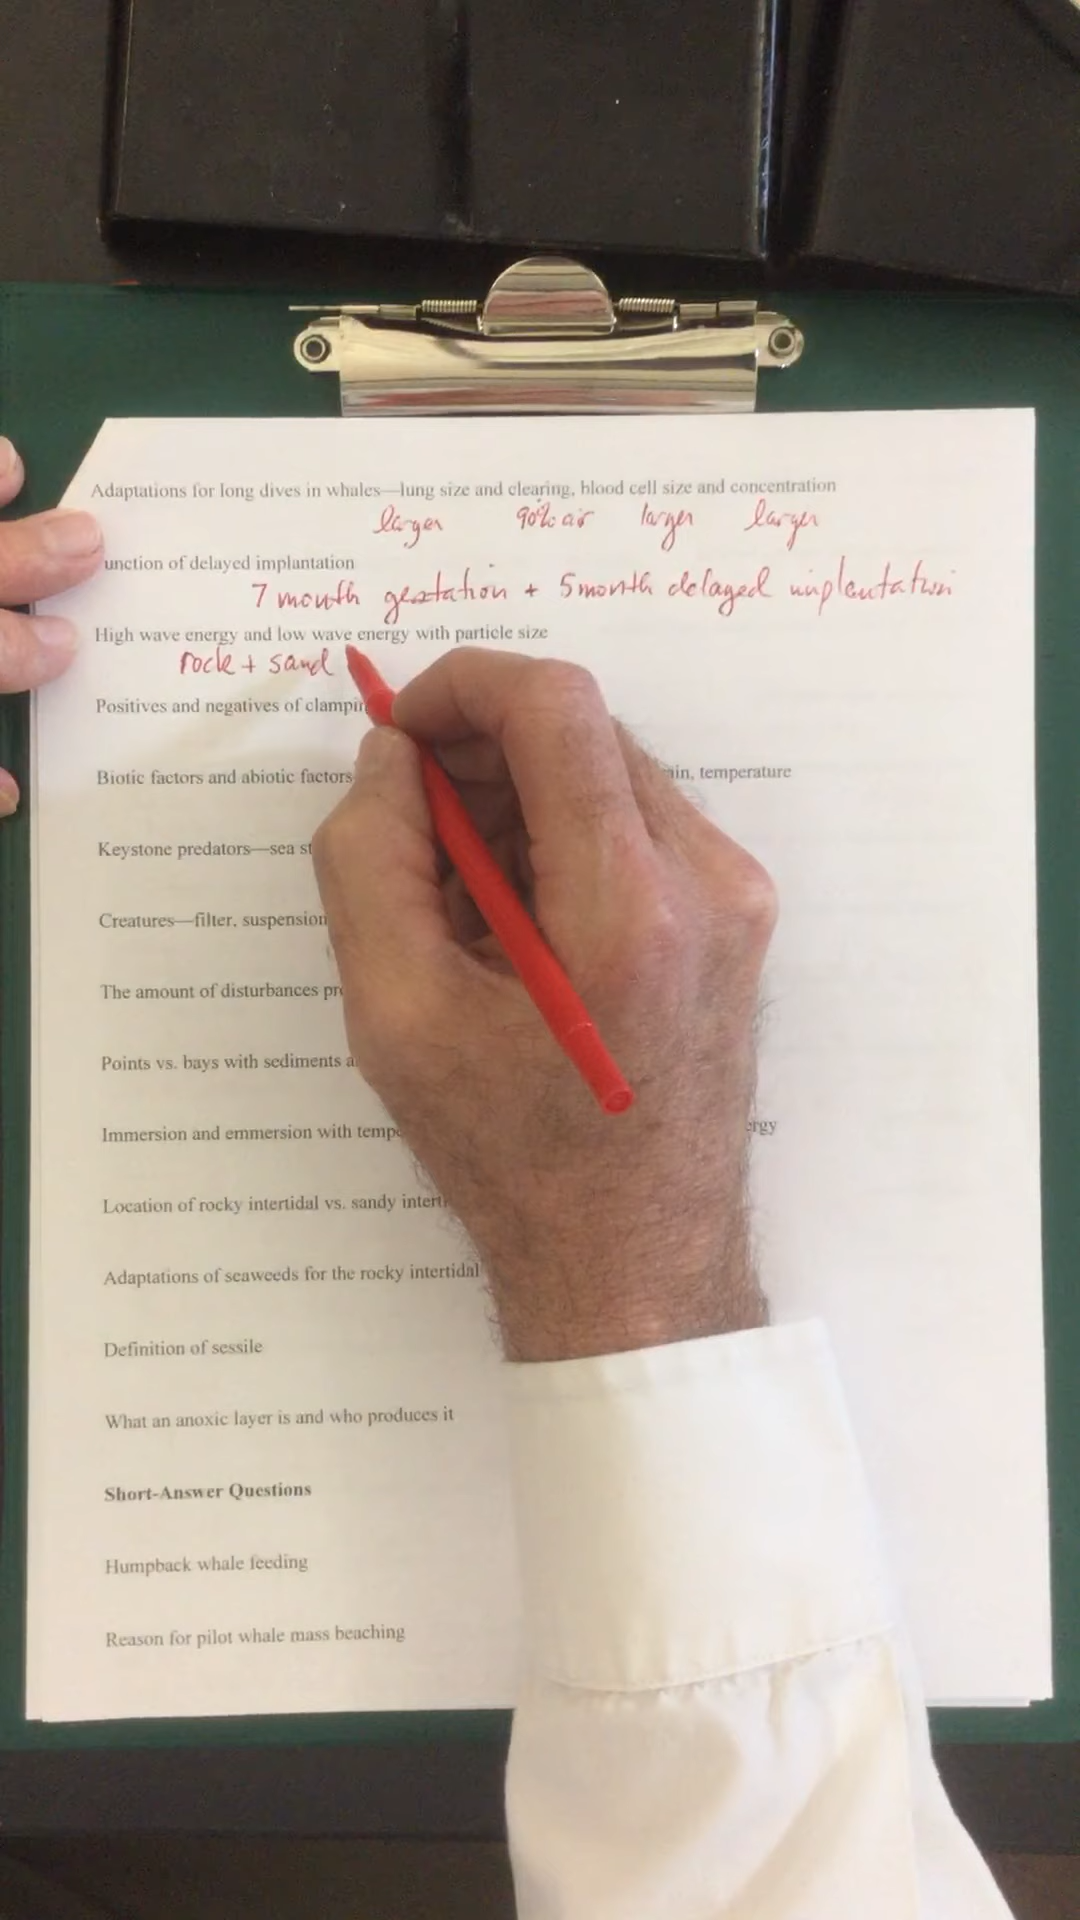 Adaptations for long dives in whales—lung size and clearing, blood cell size and concentration
larger 90% air larger larger
unction of delayed implantation
7 month gestation + 5 month delayed implantation
High wave energy and low wave energy with particle size
rock + sand
Positives and negatives of clampin
Biotic factors and abiotic factors ain, temperature
Keystone predators—sea st
Creatures—filter, suspension
The amount of disturbances pr
Points vs. bays with sediments a
Immersion and emmersion with temp ergy
Location of rocky intertidal vs. sandy intert
Adaptations of seaweeds for the rocky intertidal
Definition of sessile
What an anoxic layer is and who produces it
Short-Answer Questions
Humpback whale feeding
Reason for pilot whale mass beaching